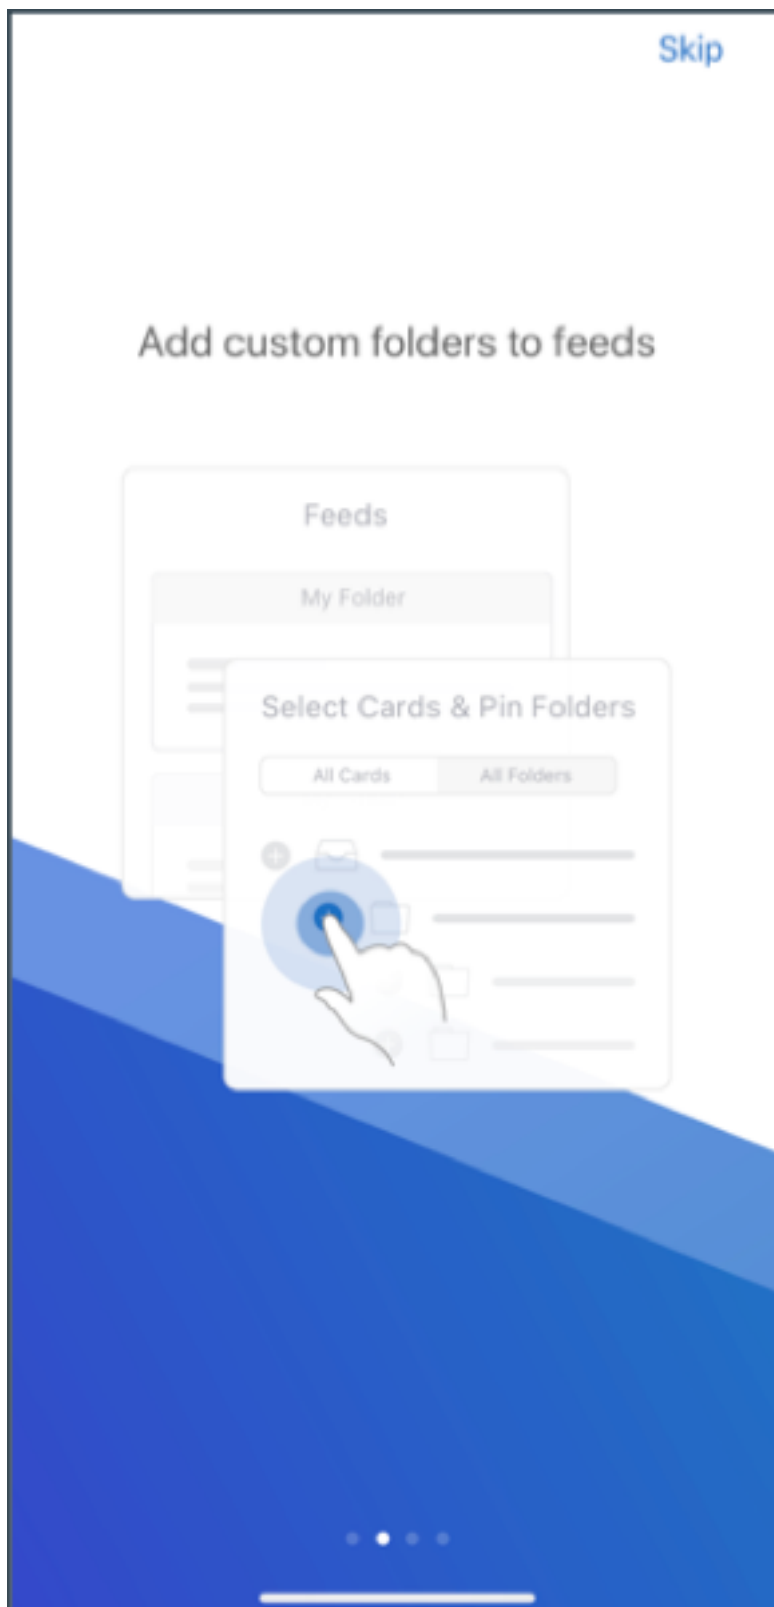 Skip
Add custom folders to feeds
Feeds
My Folder
Select Cards & Pin Folders
All Cards
All Folders